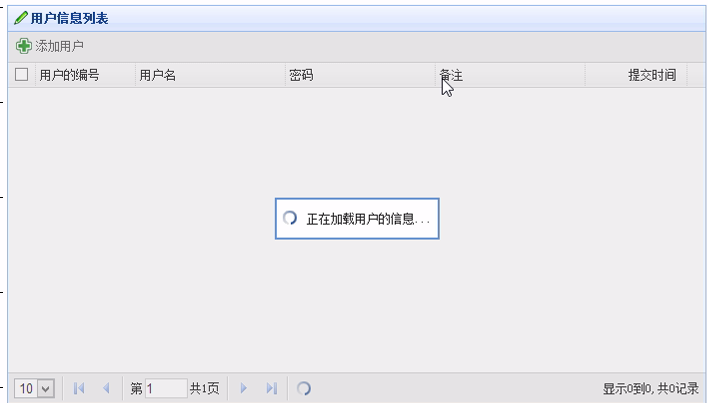 用户信息列表
添加用户
用户的编号 用户名 密码 备注 提交时间
正在加载用户的信息...
10 第 1 共1页 显示0到0, 共0记录